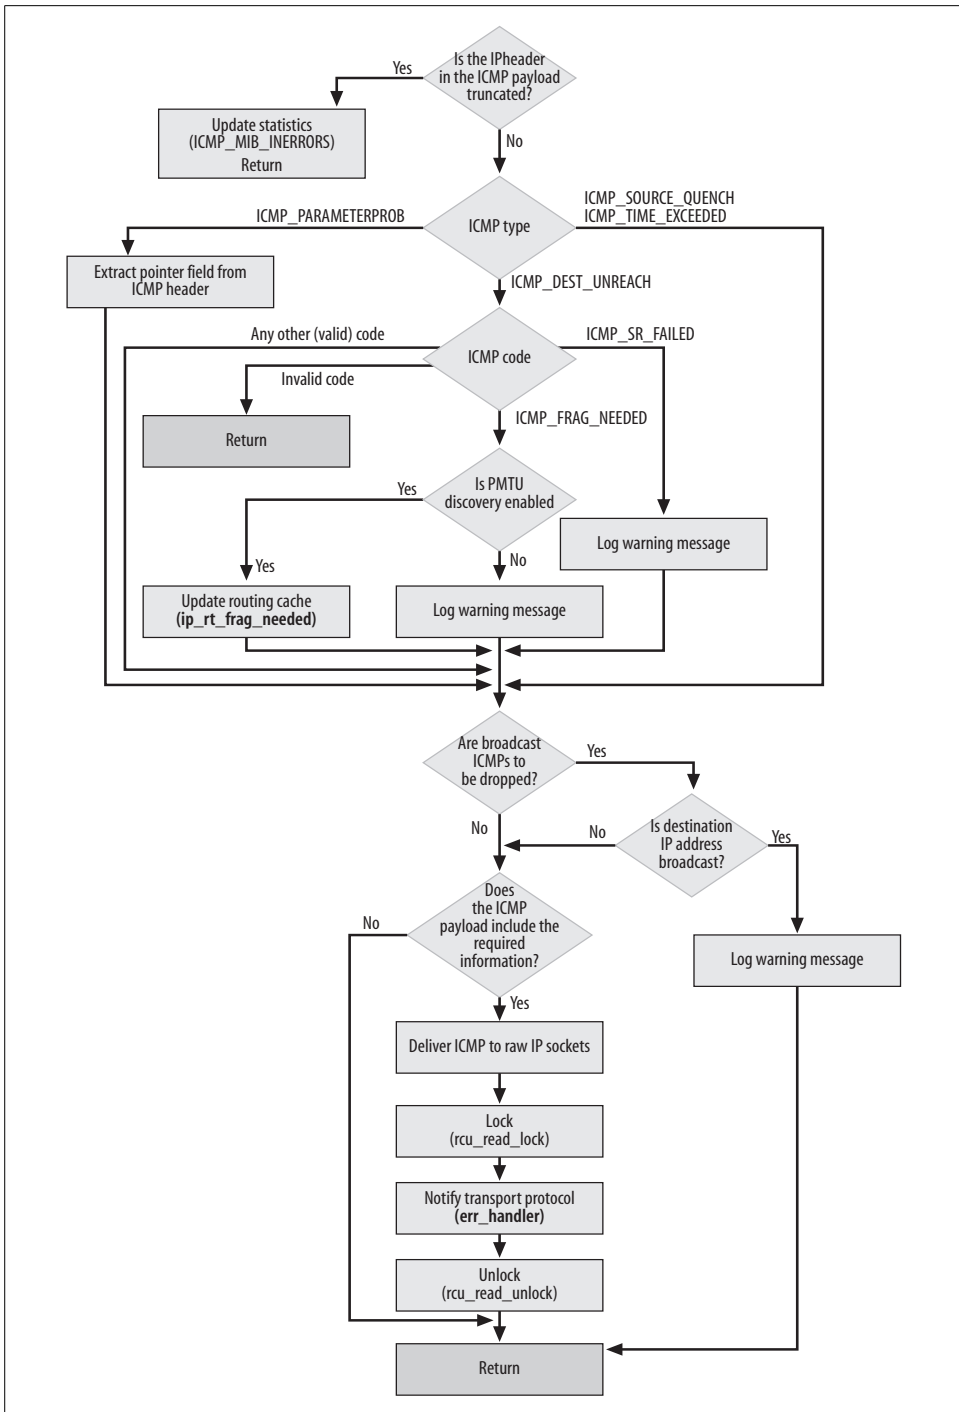 Is the IPheader
in the ICMP payload
truncated?
Yes
Update statistics
(ICMP_MIB_INERRORS)
Return
No
ICMP_PARAMETERPROB
ICMP type
ICMP_SOURCE_QUENCH
ICMP_TIME_EXCEEDED
Extract pointer field from
ICMP header
ICMP_DEST_UNREACH
Any other (valid) code
ICMP code
ICMP_SR_FAILED
Invalid code
Return
ICMP_FRAG_NEEDED
Is PMTU
discovery enabled
Yes
Log warning message
Yes
No
Update routing cache
(ip_rt_frag_needed)
Log warning message
Are broadcast
ICMPs to
be dropped?
Yes
No
Is destination
IP address
broadcast?
No
Yes
Does
the ICMP
payload include the
required
information?
No
Log warning message
Yes
Deliver ICMP to raw IP sockets
Lock
(rcu_read_lock)
Notify transport protocol
(err_handler)
Unlock
(rcu_read_unlock)
Return